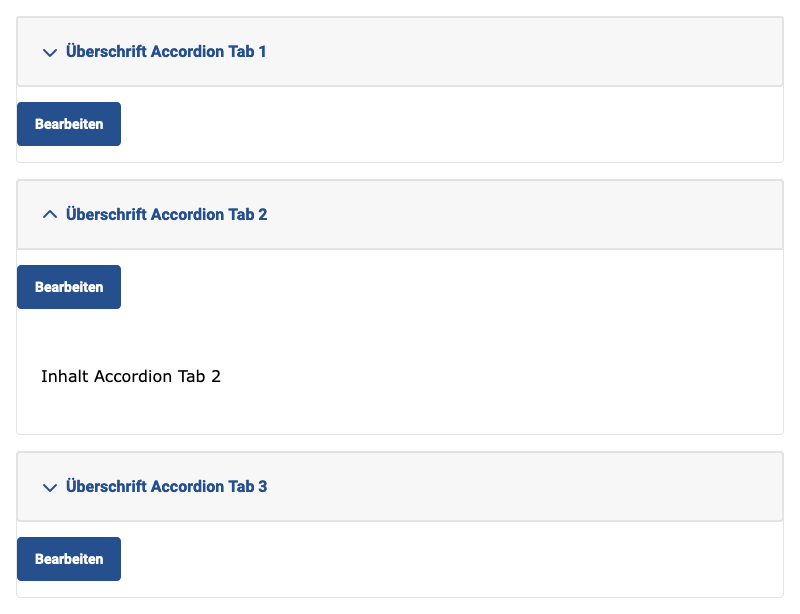 Überschrift Accordion Tab 1
Bearbeiten
Überschrift Accordion Tab 2
Bearbeiten
Inhalt Accordion Tab 2
Überschrift Accordion Tab 3
Bearbeiten